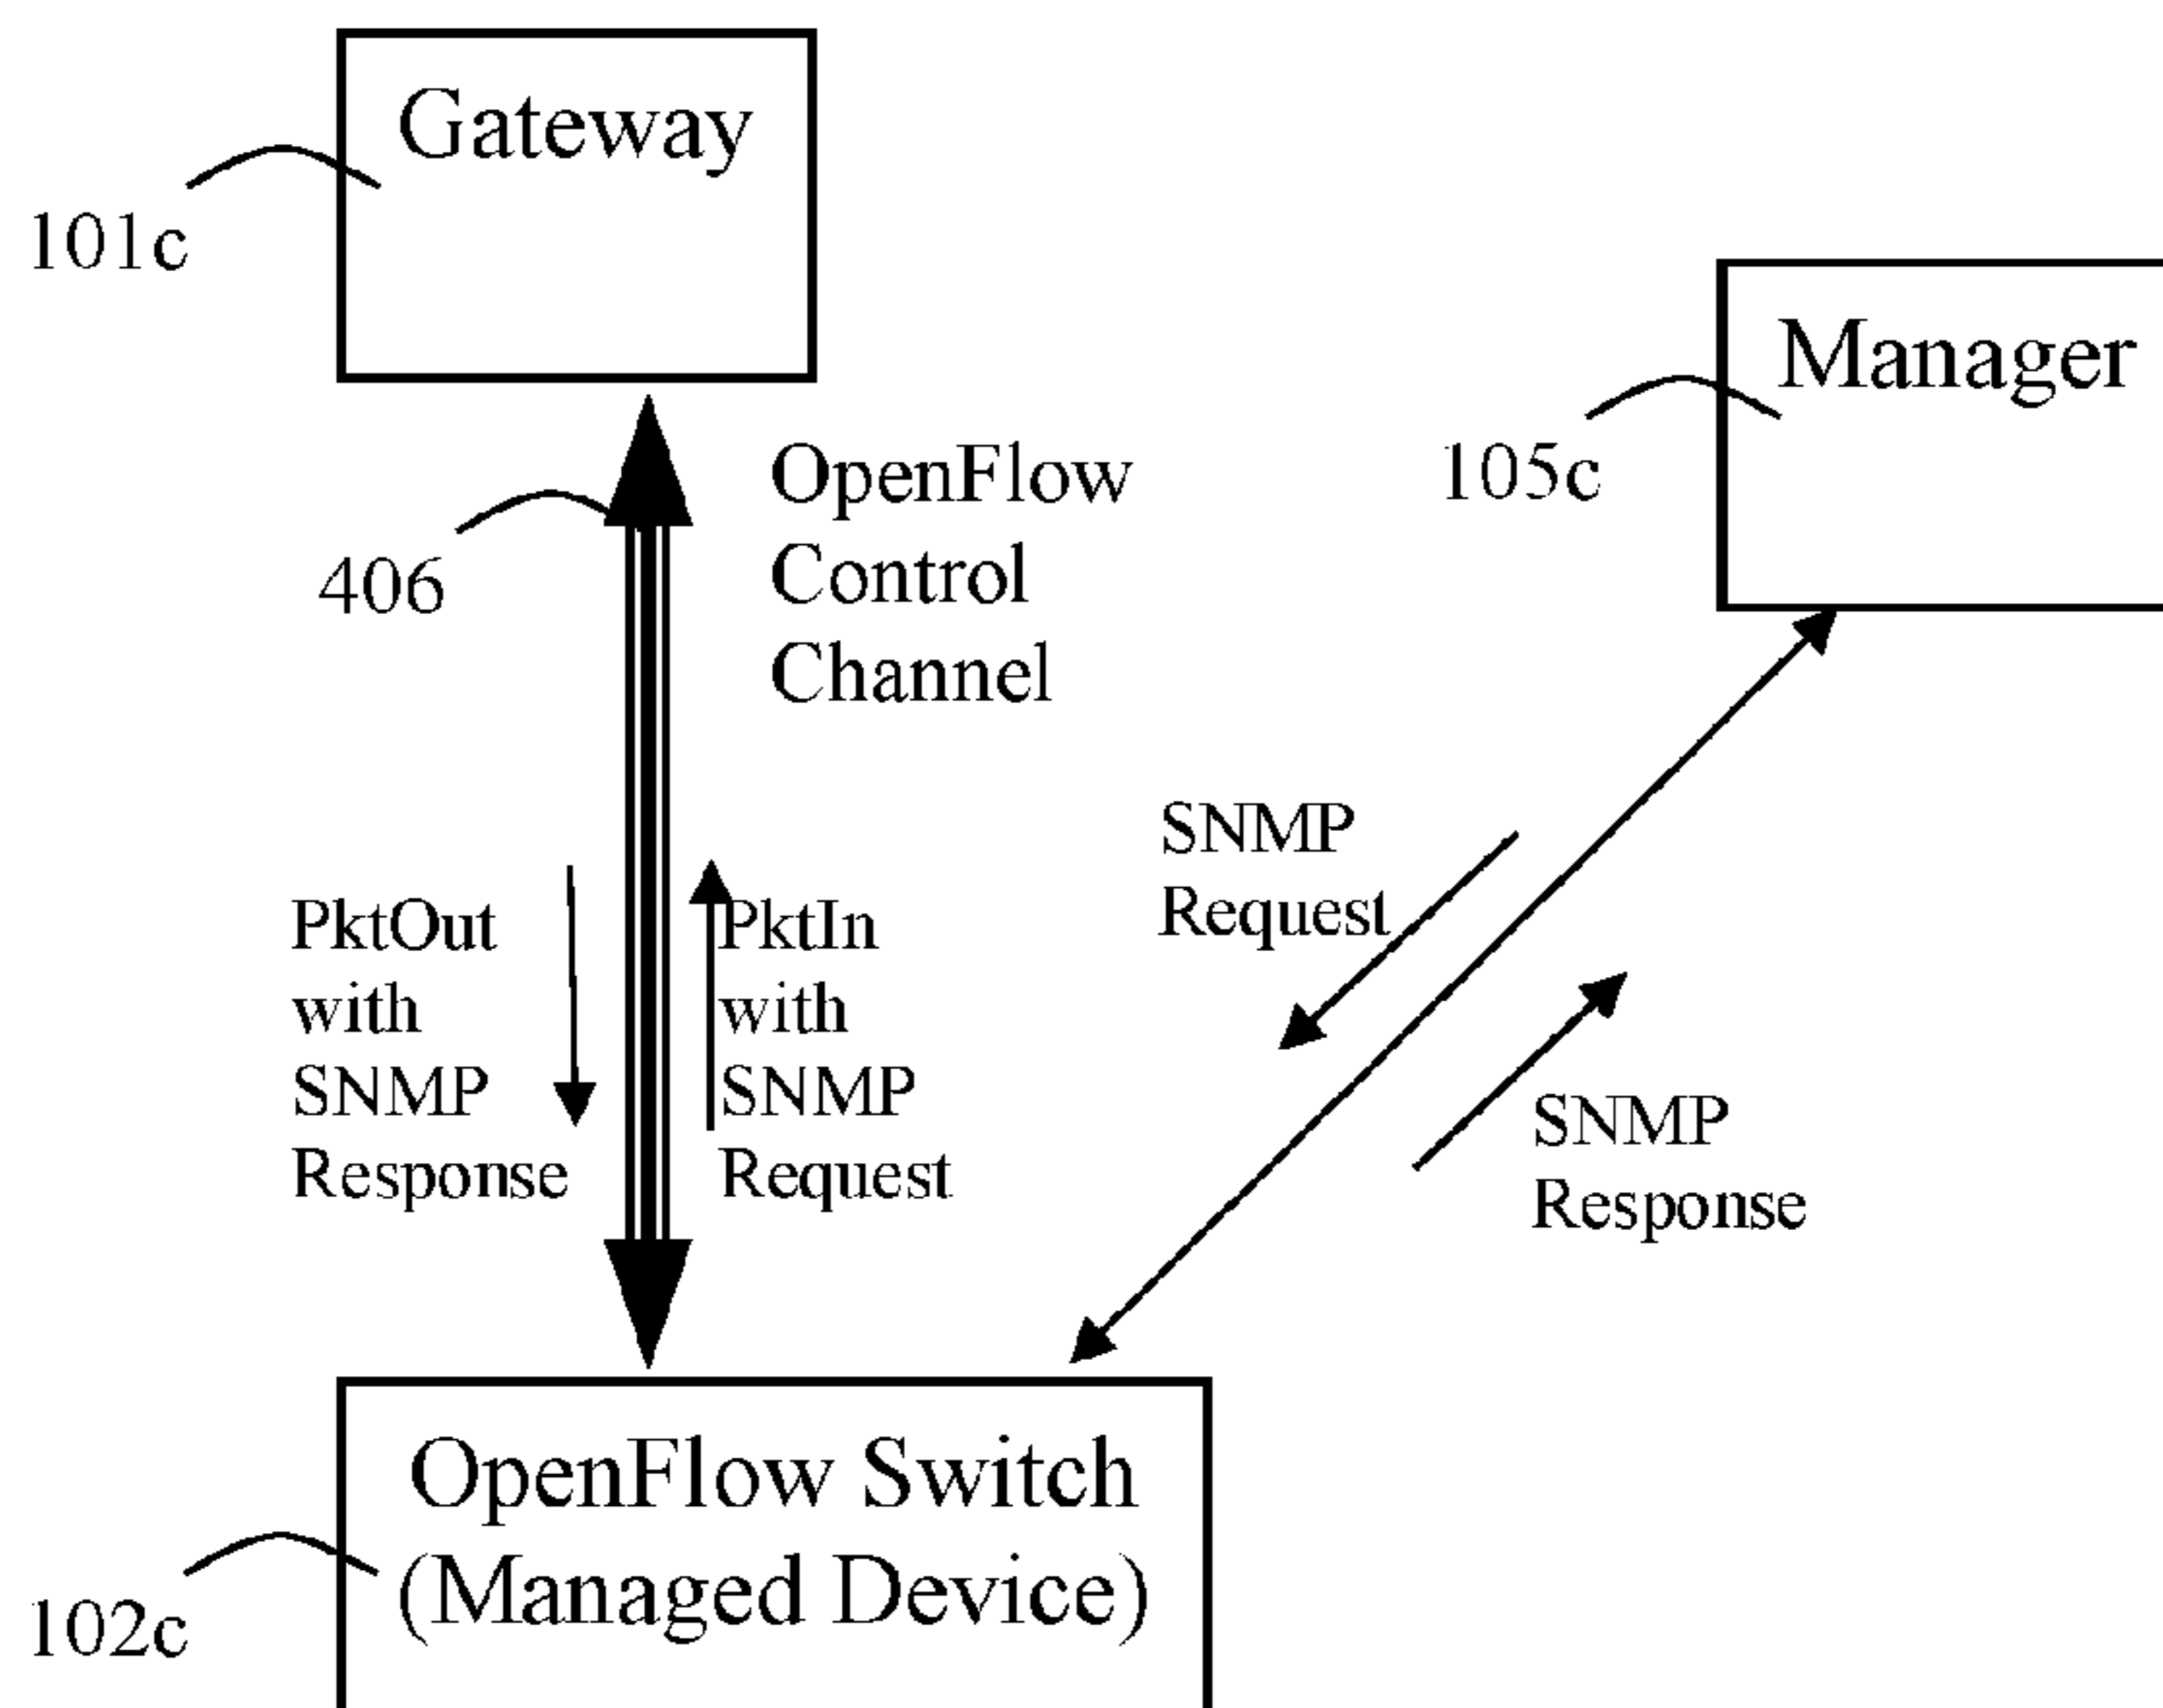 Gateway
101c
Manager
105c
OpenFlow
Control
Channel
406
SNMP
Request
PktOut
with
SNMP
Response
PktIn
with
SNMP
Request
SNMP
Response
OpenFlow Switch
(Managed Device)
102c